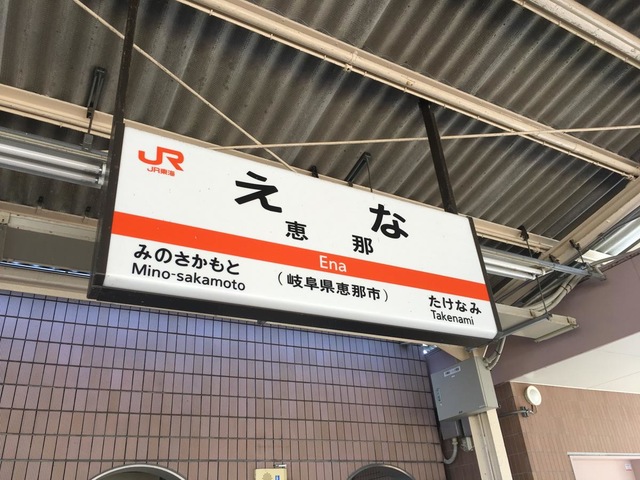 JR
JR東海
えな
恵那
Ena
みのさかもと
Mino-sakamoto
（岐阜県恵那市）
たけなみ
Takenami